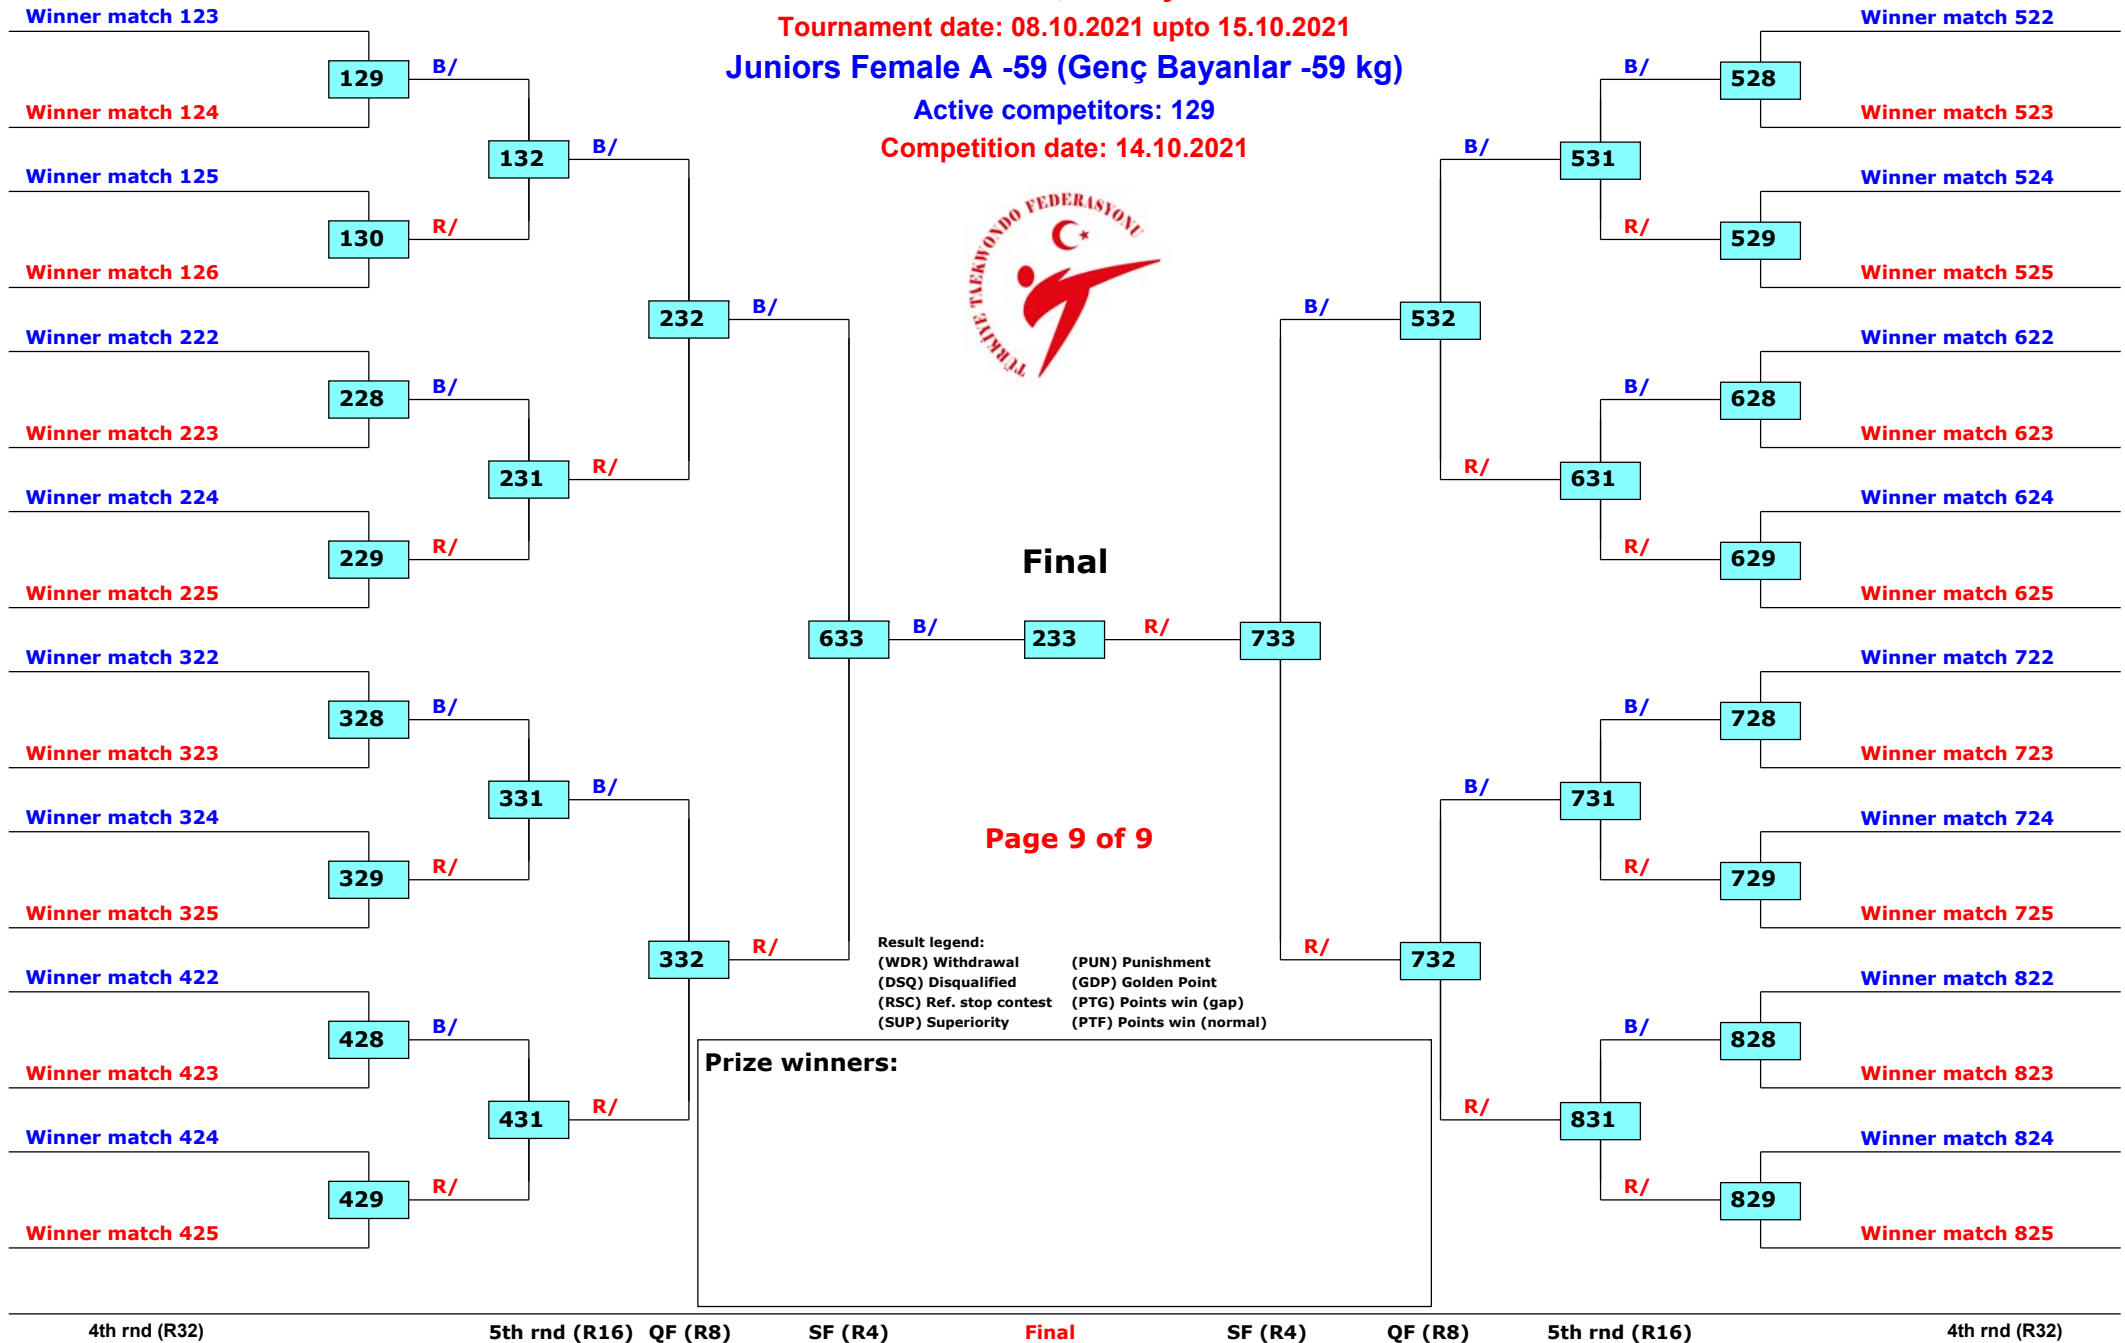 Tournament date: 08.10.2021 upto 15.10.2021
Juniors Female A -59 (Genç Bayanlar -59 kg)
Active competitors: 129
Competition date: 14.10.2021
TÜRKİYE TAEKWONDO FEDERASYONU
Winner match 123
129
B/
Winner match 124
132
B/
Winner match 125
130
R/
Winner match 126
232
B/
Winner match 222
228
B/
Winner match 223
231
R/
Winner match 224
229
R/
Winner match 225
633
B/
Winner match 322
328
B/
Winner match 323
331
B/
Winner match 324
329
R/
Winner match 325
332
R/
Winner match 422
428
B/
Winner match 423
431
R/
Winner match 424
429
R/
Winner match 425
Final
233
R/
733
Winner match 522
B/
528
Winner match 523
B/
531
Winner match 524
R/
529
Winner match 525
B/
532
Winner match 622
B/
628
Winner match 623
R/
631
Winner match 624
R/
629
Winner match 625
Winner match 722
B/
728
Winner match 723
B/
731
Winner match 724
R/
729
Winner match 725
R/
732
Winner match 822
B/
828
Winner match 823
R/
831
Winner match 824
R/
829
Winner match 825
Page 9 of 9
Result legend:
(WDR) Withdrawal (PUN) Punishment
(DSQ) Disqualified (GDP) Golden Point
(RSC) Ref. stop contest (PTG) Points win (gap)
(SUP) Superiority (PTF) Points win (normal)
Prize winners:
4th rnd (R32) 5th rnd (R16) QF (R8) SF (R4) Final SF (R4) QF (R8) 5th rnd (R16) 4th rnd (R32)